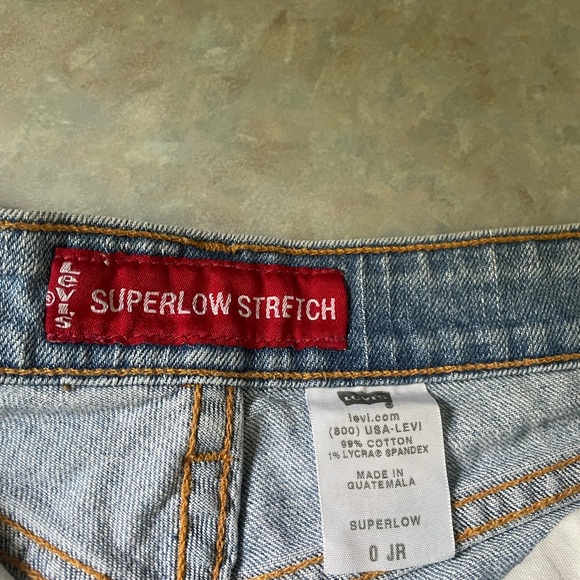 LEVI'S®
SUPERLOW STRETCH
LEVI'S
levi.com
(800) USA-LEVI
99% COTTON
1% LYCRA® SPANDEX
MADE IN
GUATEMALA
SUPERLOW
0 JR